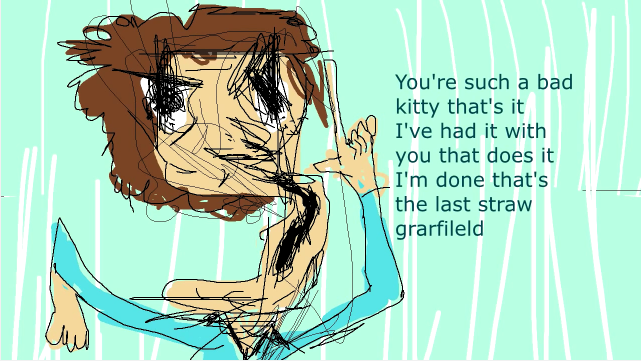 You're such a bad
kitty that's it
I've had it with
you that does it
I'm done that's
the last straw
grarfileld